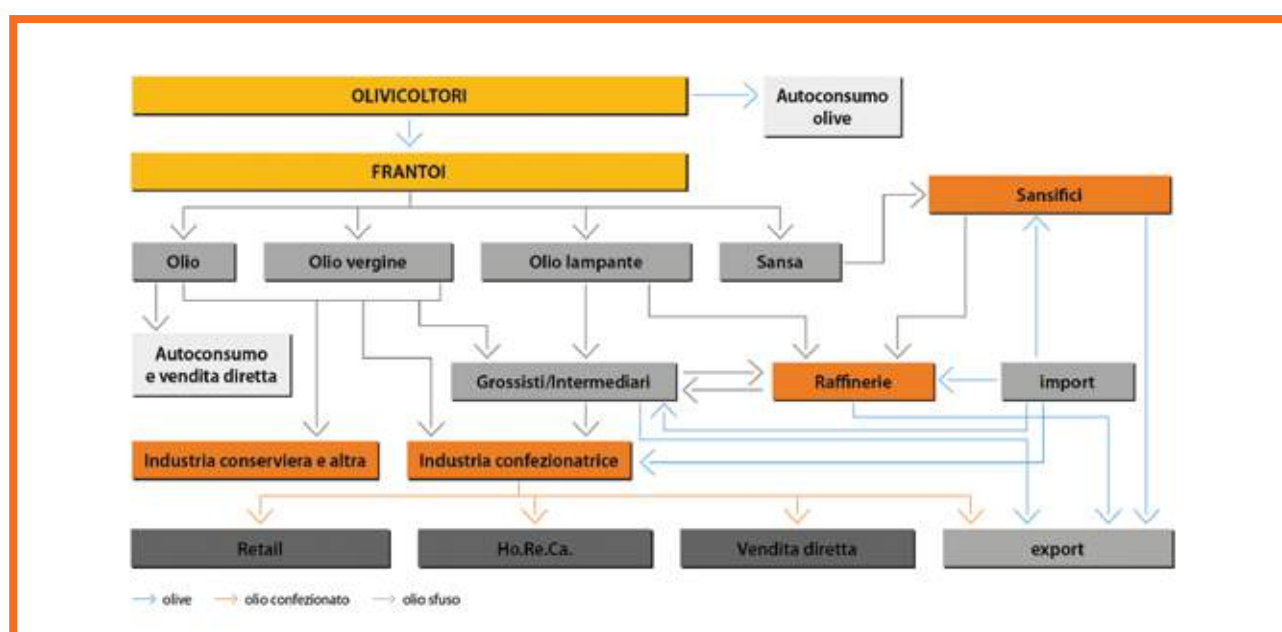 OLIVICOLTORI
Autoconsumo
olive
FRANTOI
Sansifici
Olio
Olio vergine
Olio lampante
Sansa
Autoconsumo
e vendita diretta
Grossisti/Intermediari
Raffinerie
import
Industria conserviera e altra
Industria confezionatrice
Retail
Ho.Re.Ca.
Vendita diretta
export
olive
olio confezionato
olio sfuso